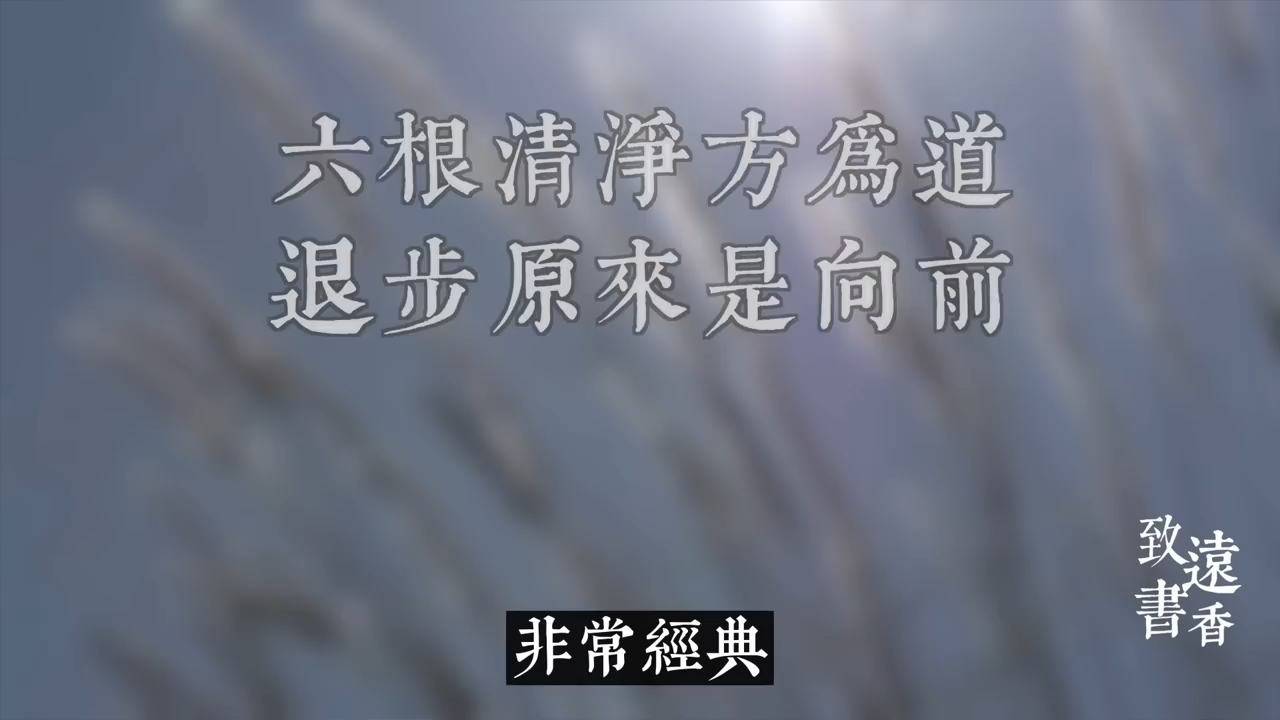 六根清淨方爲道
退步原來是向前
致遠書香
非常經典